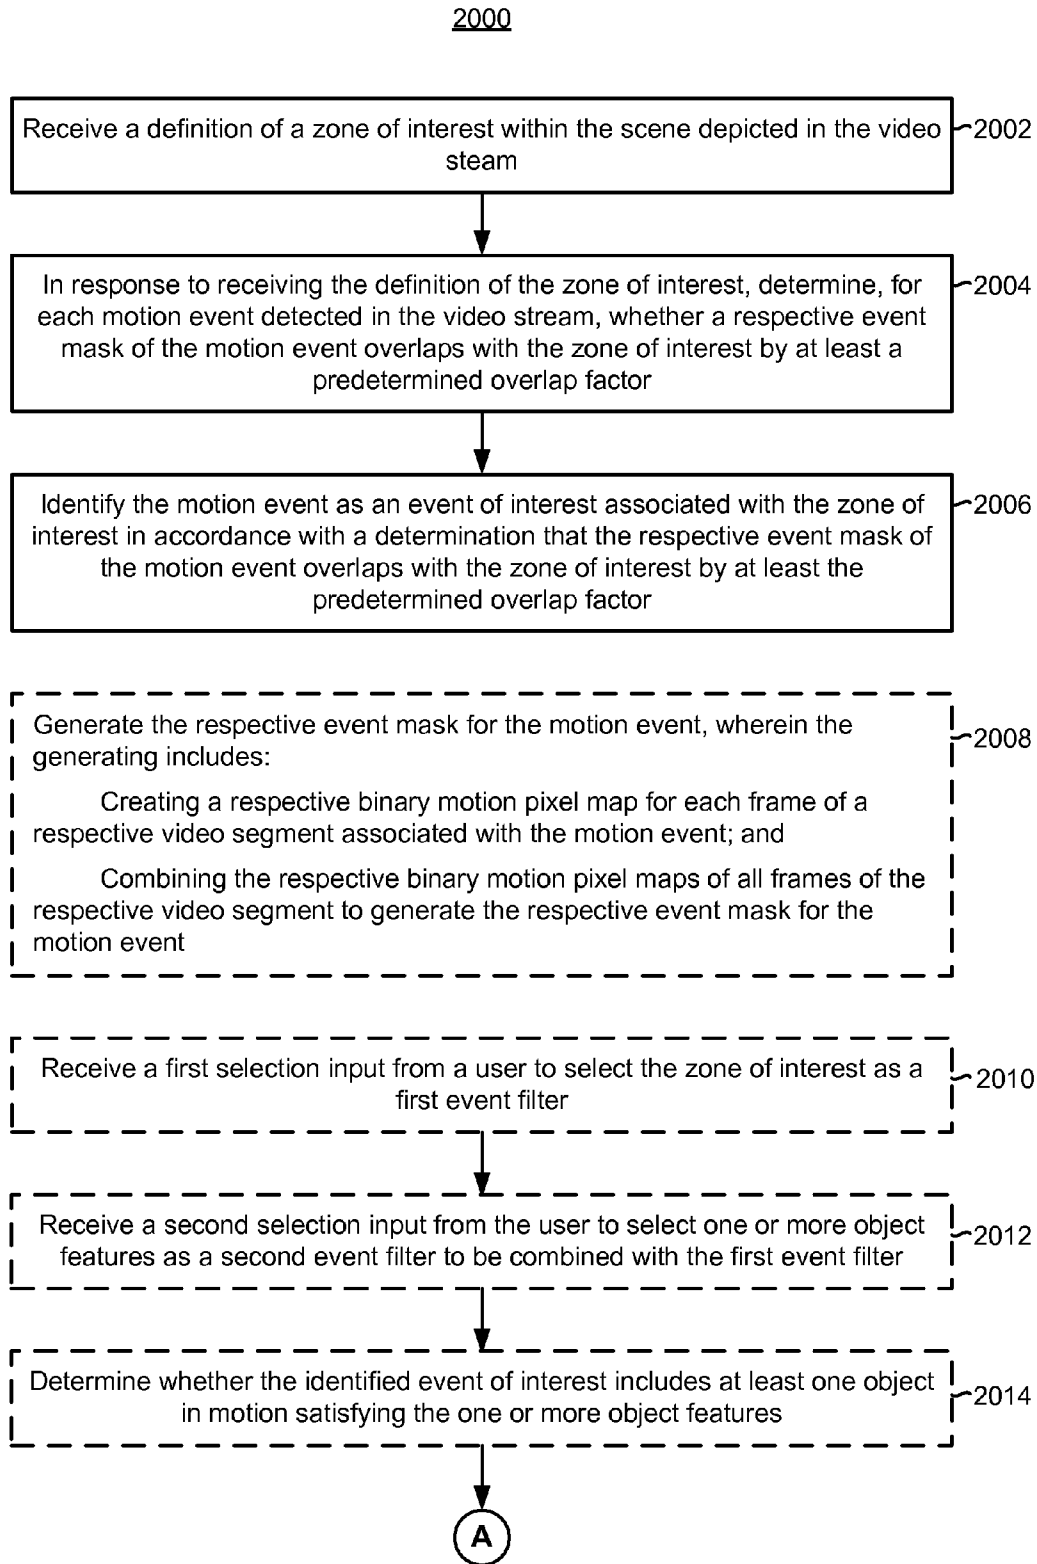 2000
Receive a definition of a zone of interest within the scene depicted in the video
steam
2002
In response to receiving the definition of the zone of interest, determine, for
each motion event detected in the video stream, whether a respective event
mask of the motion event overlaps with the zone of interest by at least a
predetermined overlap factor
2004
Identify the motion event as an event of interest associated with the zone of
interest in accordance with a determination that the respective event mask of
the motion event overlaps with the zone of interest by at least the
predetermined overlap factor
2006
Generate the respective event mask for the motion event, wherein the
generating includes:
Creating a respective binary motion pixel map for each frame of a
respective video segment associated with the motion event; and
Combining the respective binary motion pixel maps of all frames of the
respective video segment to generate the respective event mask for the
motion event
2008
Receive a first selection input from a user to select the zone of interest as a
first event filter
2010
Receive a second selection input from the user to select one or more object
features as a second event filter to be combined with the first event filter
2012
Determine whether the identified event of interest includes at least one object
in motion satisfying the one or more object features
2014
A